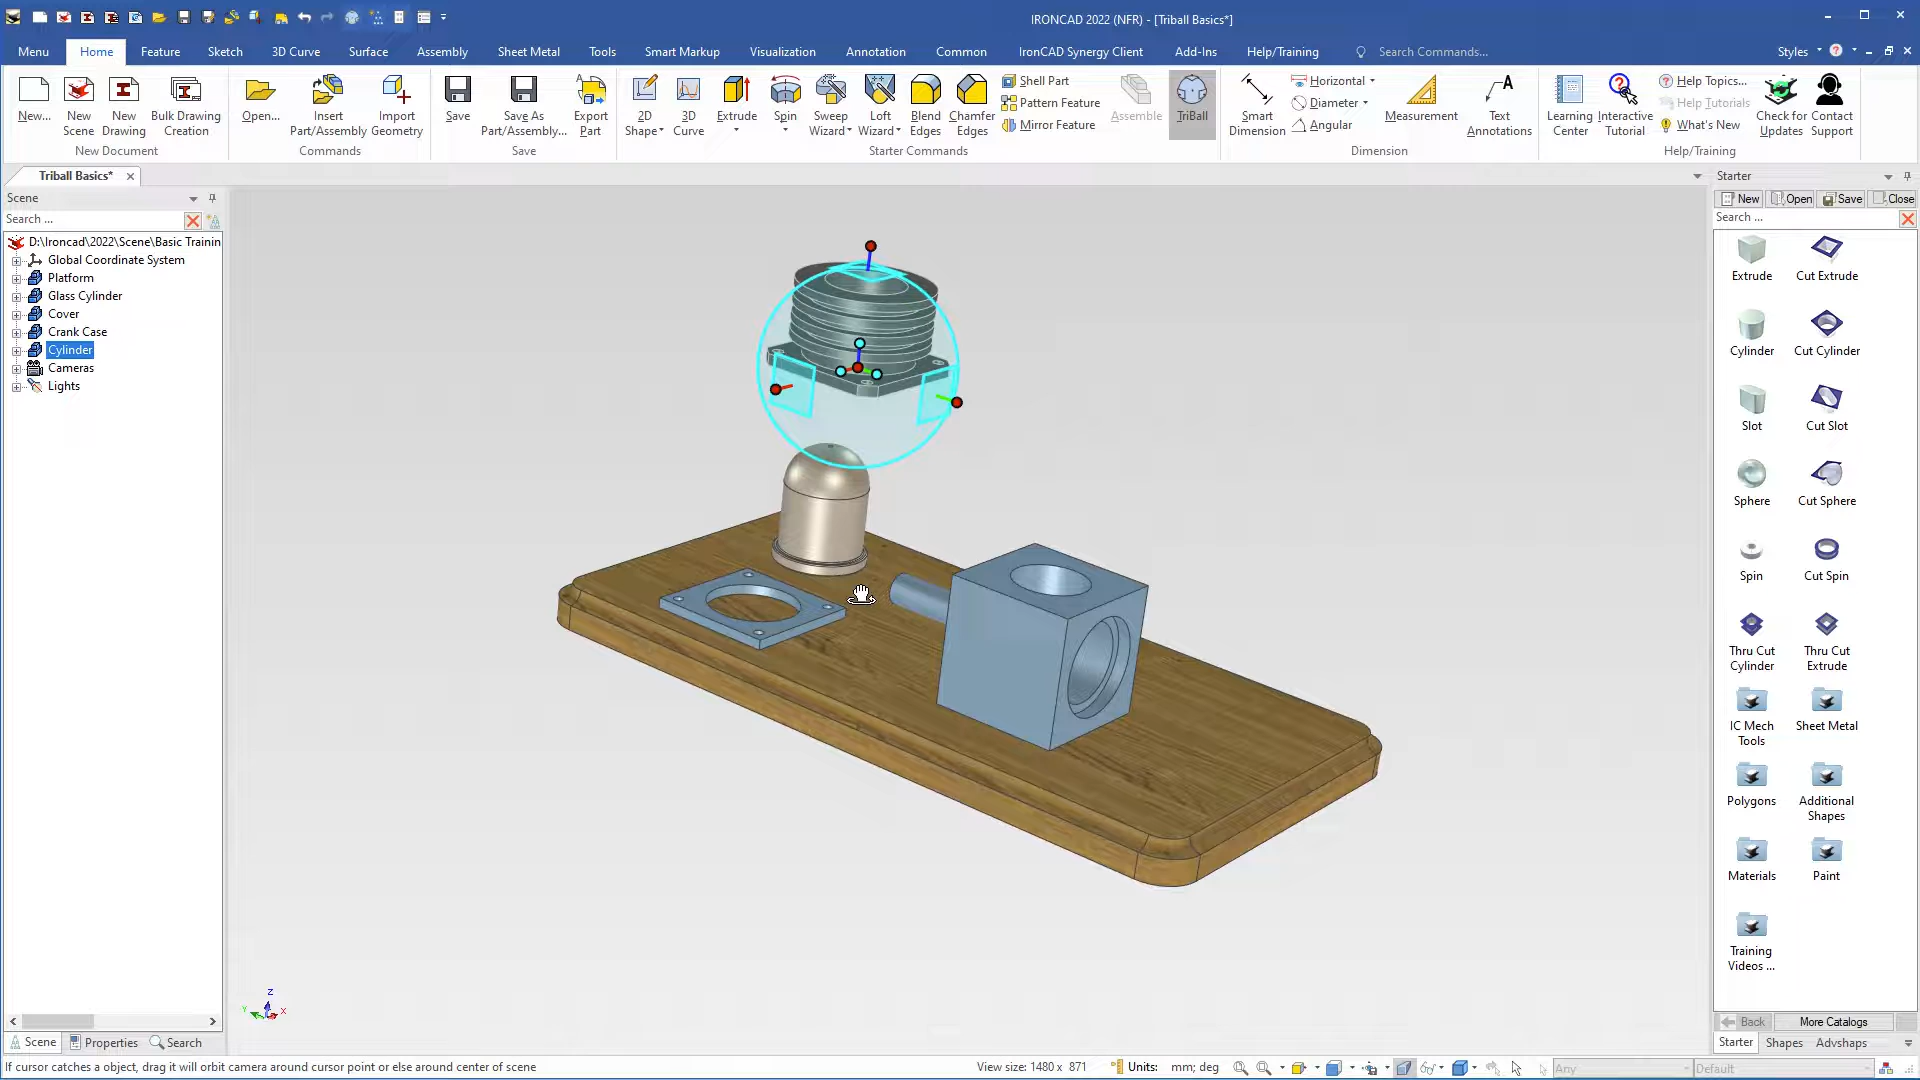 IRONCAD 2022 (NFR) - [Triball Basics*]
Menu Home Feature Sketch 3D Curve Surface Assembly Sheet Metal Tools Smart Markup Visualization Annotation Common IronCAD Synergy Client Add-Ins Help/Training Search Commands... Styles
New... New Scene New Drawing Bulk Drawing Creation
New Document
Open... Insert Part/Assembly Import Geometry
Commands
Save Save As Part/Assembly... Export Part
Save
2D Shape 3D Curve Extrude Spin Sweep Wizard Loft Wizard Blend Edges Chamfer Edges
Shell Part
Pattern Feature
Mirror Feature
Assemble TriBall
Starter Commands
Smart Dimension
Horizontal
Diameter
Angular
Measurement Text Annotations
Dimension
Learning Center Interactive Tutorial
Help Topics...
Help Tutorials
What's New
Check for Updates Contact Support
Help/Training
Triball Basics*
Scene
Search ...
D:\Ironcad\2022\Scene\Basic Trainin
Global Coordinate System
Platform
Glass Cylinder
Cover
Crank Case
Cylinder
Cameras
Lights
Z
Y X
Scene Properties Search
Starter
New Open Save Close
Search ...
Extrude Cut Extrude
Cylinder Cut Cylinder
Slot Cut Slot
Sphere Cut Sphere
Spin Cut Spin
Thru Cut Cylinder Thru Cut Extrude
IC Mech Tools Sheet Metal
Polygons Additional Shapes
Materials Paint
Training Videos ...
Back More Catalogs
Starter Shapes Advshaps
If cursor catches a object, drag it will orbit camera around cursor point or else around center of scene
View size: 1480 x 871 Units: mm; deg Any Default